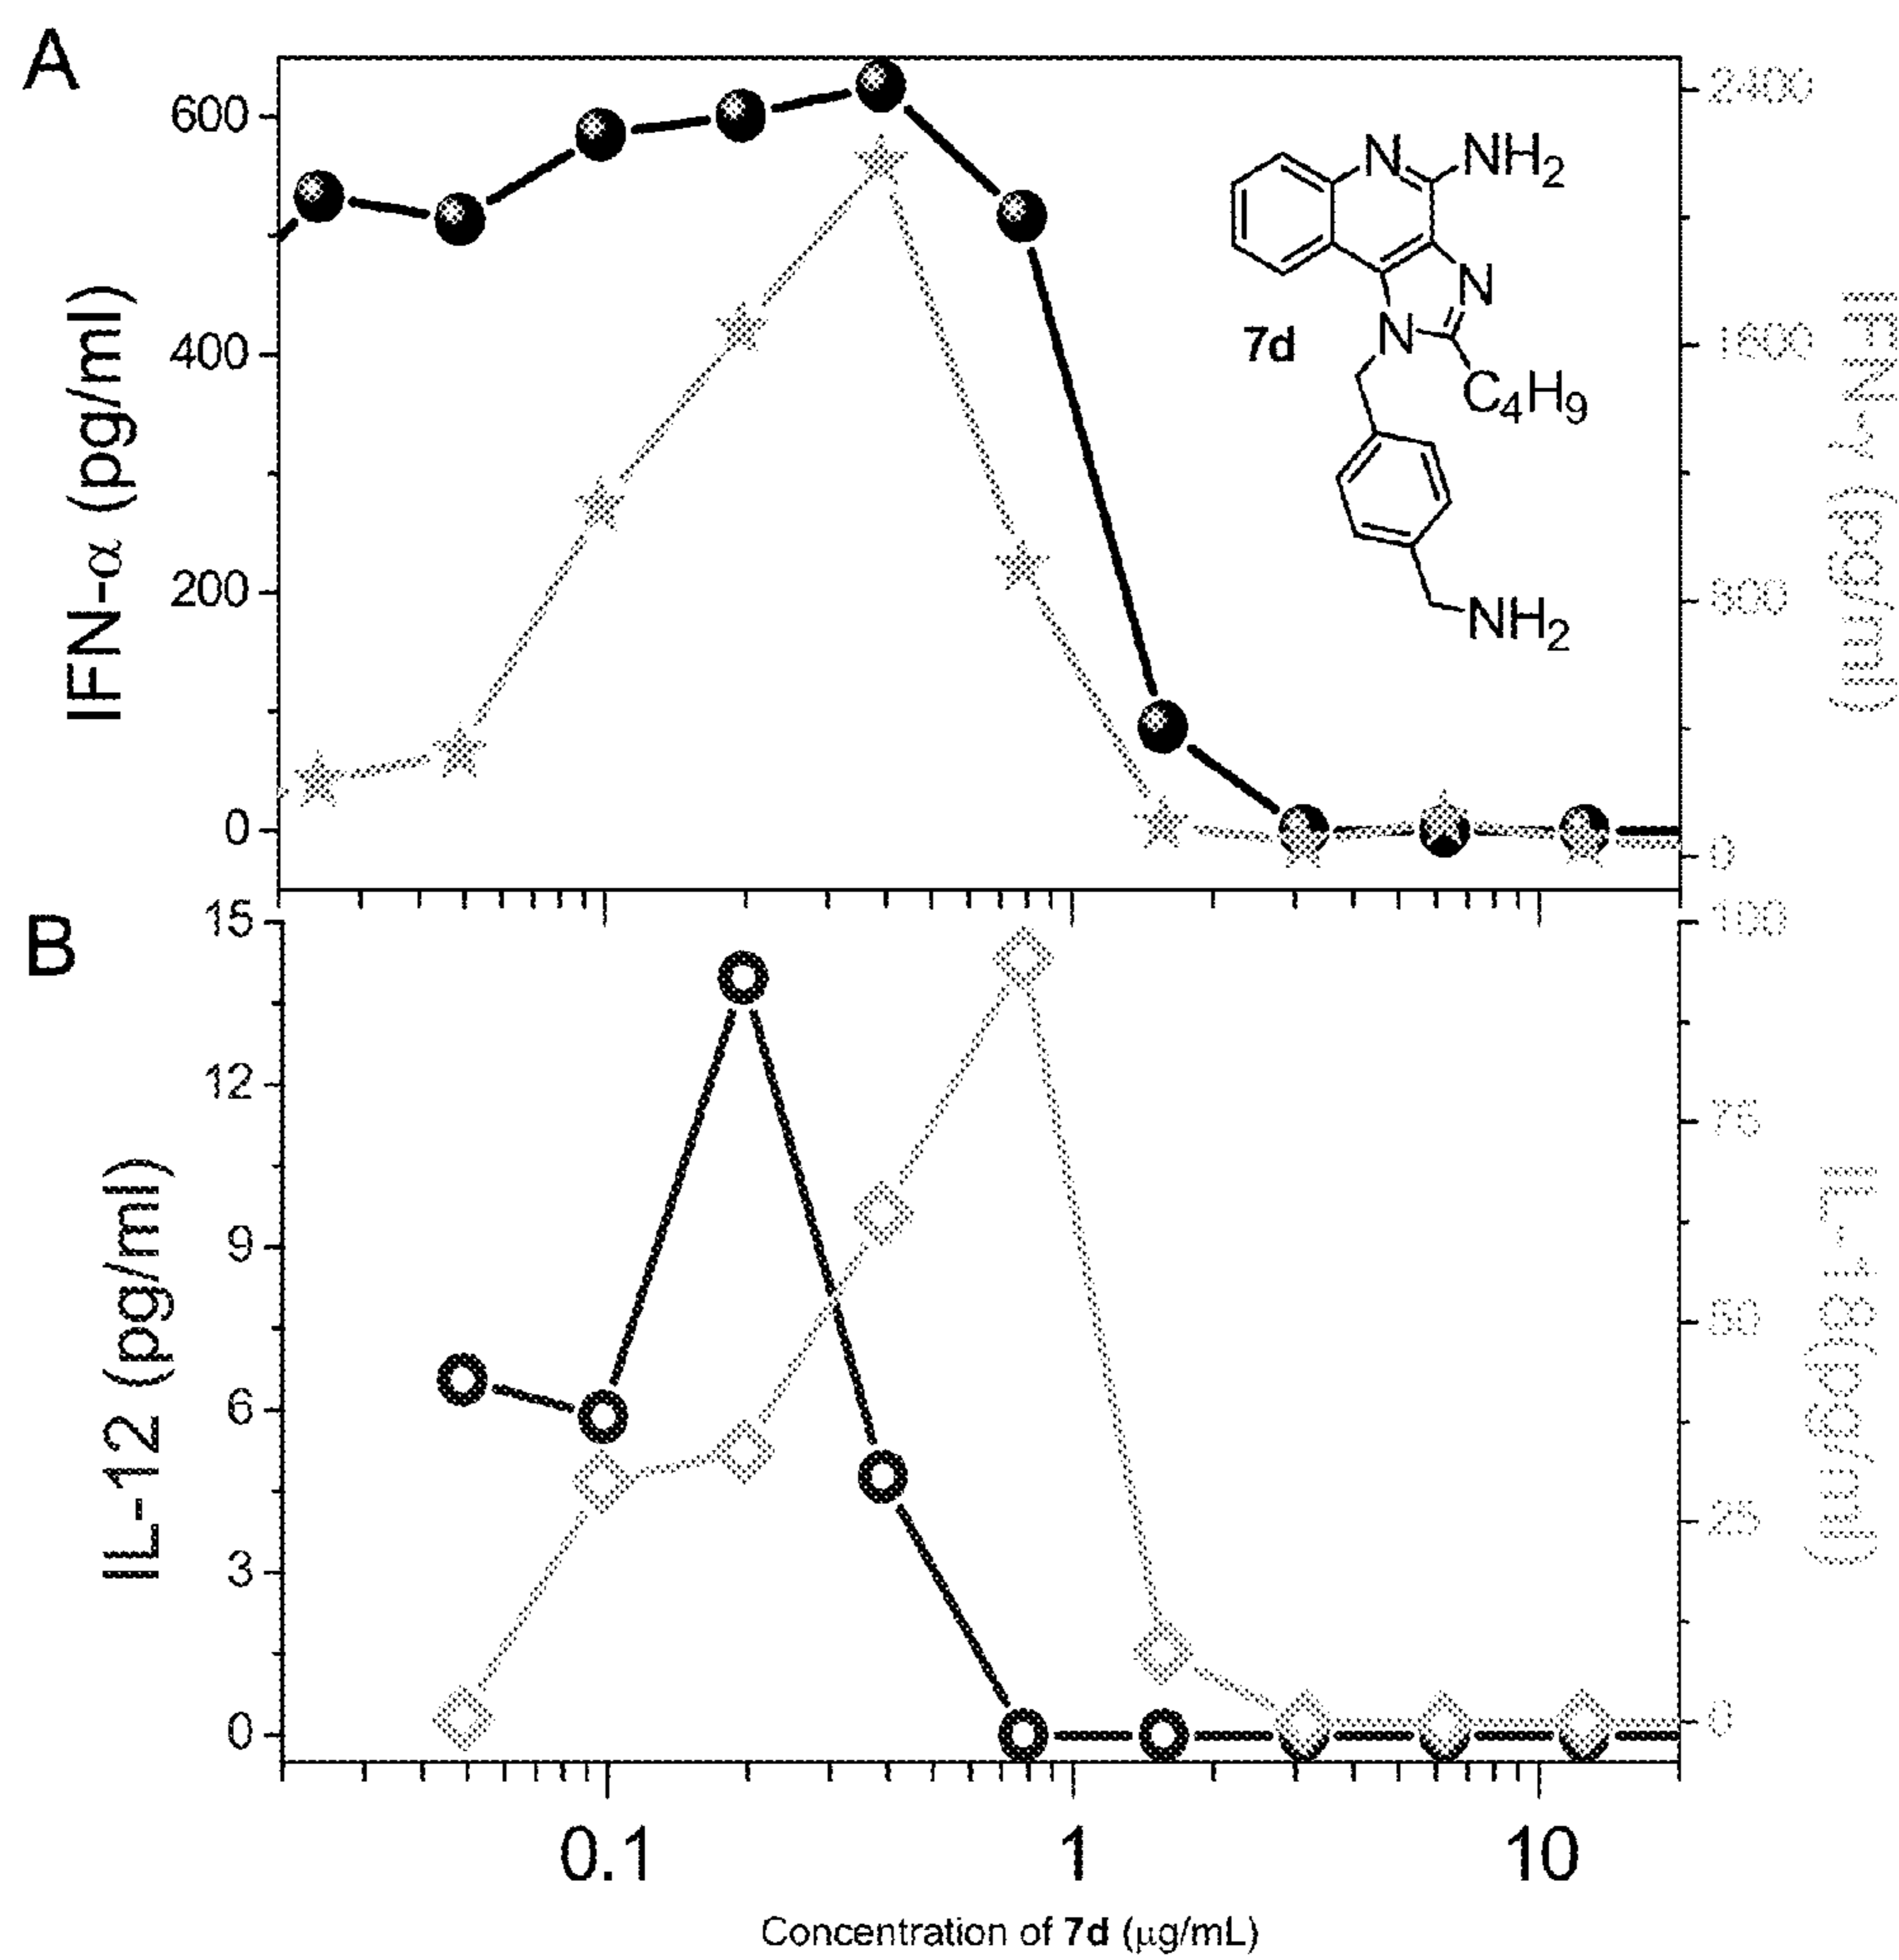 A
IFN-α (pg/ml)
600
400
200
0
2400
1600
800
0
IFN-γ (pg/ml)
N
NH2
N
N
7d
C4H9
NH2
B
IL-12 (pg/ml)
15
12
9
6
3
0
100
75
50
25
0
IL-18(pg/ml)
0.1
1
10
Concentration of 7d (μg/mL)